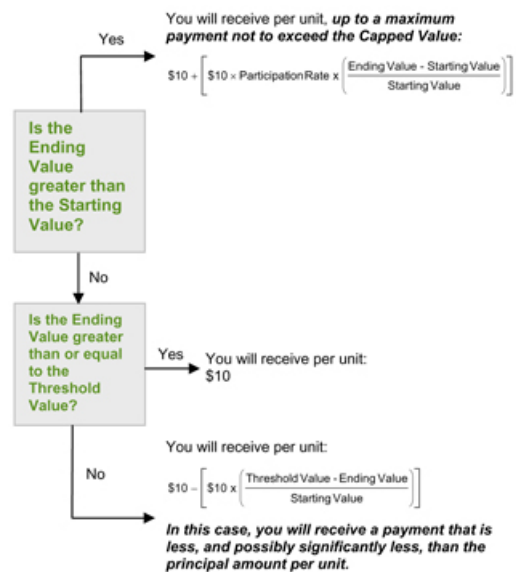 You will receive per unit, up to a maximum
payment not to exceed the Capped Value:
Yes
$10 + [$10 × Participation Rate x (Ending Value - Starting Value / Starting Value)]
Is the
Ending
Value
greater than
the Starting
Value?
No
Is the Ending
Value greater
than or equal
to the
Threshold
Value?
Yes
You will receive per unit:
$10
You will receive per unit:
No
$10 – [$10 x (Threshold Value - Ending Value / Starting Value)]
In this case, you will receive a payment that is
less, and possibly significantly less, than the
principal amount per unit.